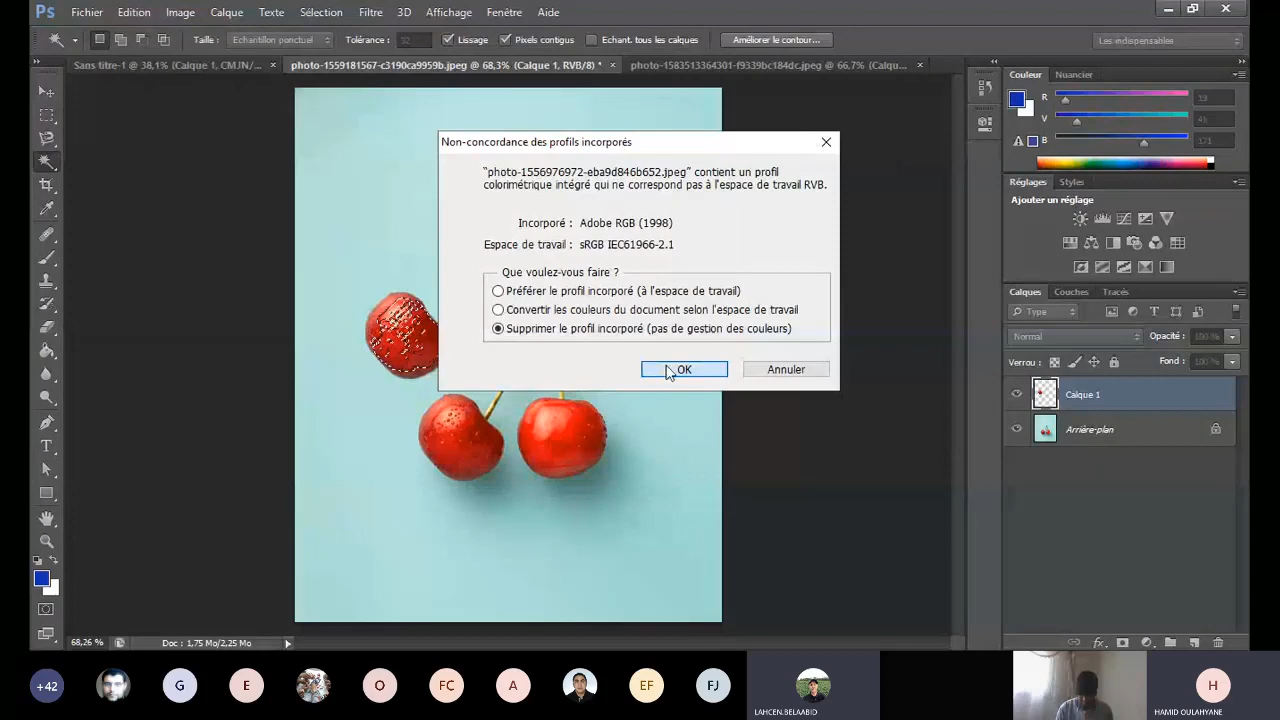 Ps Fichier Edition Image Calque Texte Sélection Filtre 3D Affichage Fenêtre Aide
Taille : Echantillon ponctuel Tolérance : 32 Lissage Pixels contigus Echant. tous les calques Améliorer le contour... Les indispensables
Sans titre-1 @ 38,1% (Calque 1, CMJN/... × photo-1559181567-c3190ca9959b.jpeg @ 68,3% (Calque 1, RVB/8) * × photo-1583513364301-f9339bc184dc.jpeg @ 66,7% (Calqu... ×
Couleur Nuancier
R 13
V 41
B 171
Non-concordance des profils incorporés
"photo-1556976972-eba9d846b652.jpeg" contient un profil
colorimétrique intégré qui ne correspond pas à l'espace de travail RVB.
Incorporé : Adobe RGB (1998)
Espace de travail : sRGB IEC61966-2.1
Que voulez-vous faire ?
Préférer le profil incorporé (à l'espace de travail)
Convertir les couleurs du document selon l'espace de travail
Supprimer le profil incorporé (pas de gestion des couleurs)
OK Annuler
Réglages Styles
Ajouter un réglage
Calques Couches Tracés
Type
Normal Opacité : 100 %
Verrou : Fond : 100 %
Calque 1
Arrière-plan
fx
68,26 % Doc : 1,75 Mo/2,25 Mo
+42 G E O FC A EF FJ H
LAHCEN.BELAABID HAMID OULAHYANE